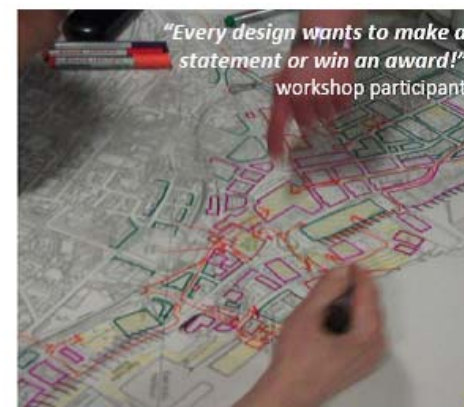 "Every design wants to make a
statement or win an award!"
workshop participant